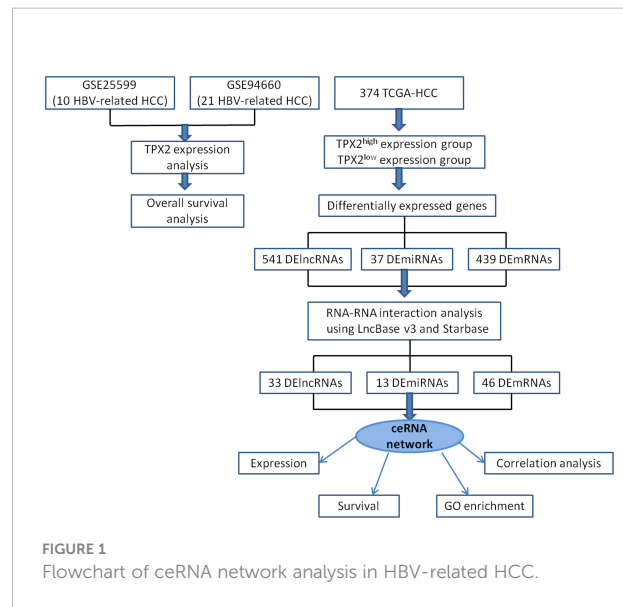 GSE25599
(10 HBV-related HCC)
GSE94660
(21 HBV-related HCC)
374 TCGA-HCC
TPX2 expression
analysis
TPX2high expression group
TPX2low expression group
Overall survival
analysis
Differentially expressed genes
541 DElncRNAs
37 DEmiRNAs
439 DEmRNAs
RNA-RNA interaction analysis
using LncBase v3 and Starbase
33 DElncRNAs
13 DEmiRNAs
46 DEmRNAs
ceRNA
network
Expression
Correlation analysis
Survival
GO enrichment
FIGURE 1
Flowchart of ceRNA network analysis in HBV-related HCC.